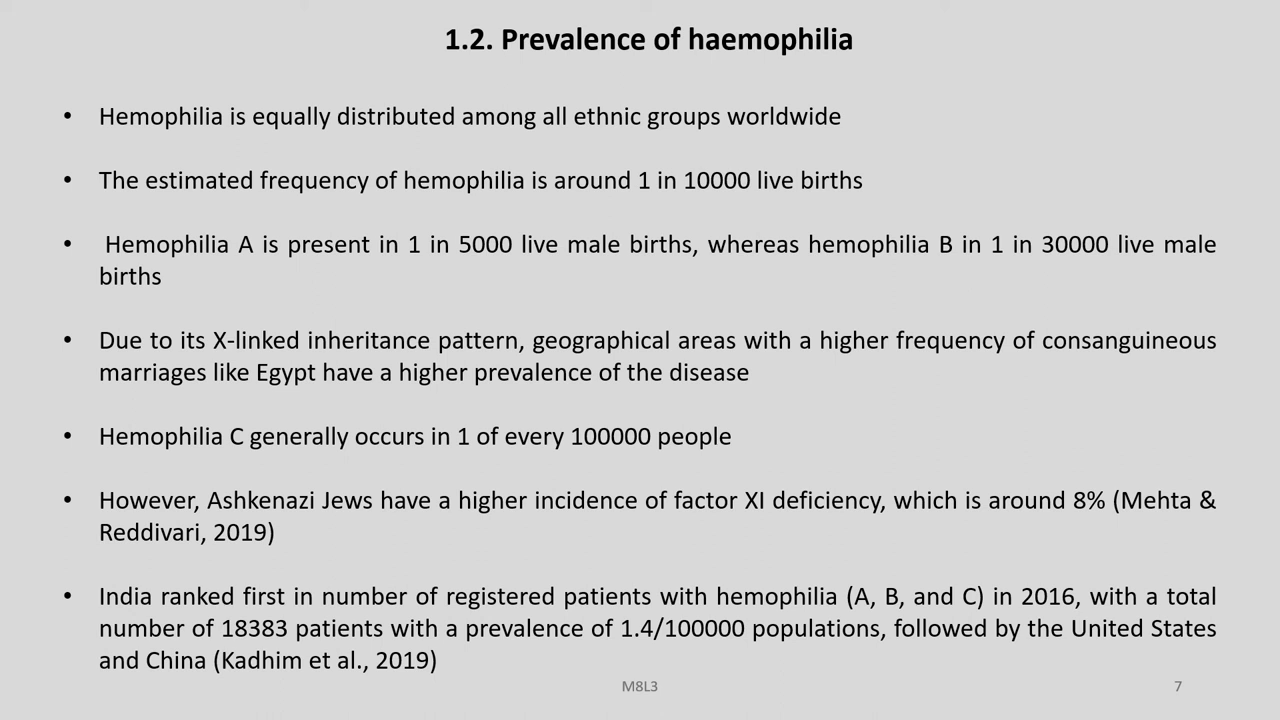 1.2. Prevalence of haemophilia
• Hemophilia is equally distributed among all ethnic groups worldwide
• The estimated frequency of hemophilia is around 1 in 10000 live births
• Hemophilia A is present in 1 in 5000 live male births, whereas hemophilia B in 1 in 30000 live male
births
• Due to its X-linked inheritance pattern, geographical areas with a higher frequency of consanguineous
marriages like Egypt have a higher prevalence of the disease
• Hemophilia C generally occurs in 1 of every 100000 people
• However, Ashkenazi Jews have a higher incidence of factor XI deficiency, which is around 8% (Mehta &
Reddivari, 2019)
• India ranked first in number of registered patients with hemophilia (A, B, and C) in 2016, with a total
number of 18383 patients with a prevalence of 1.4/100000 populations, followed by the United States
and China (Kadhim et al., 2019)
M8L3
7